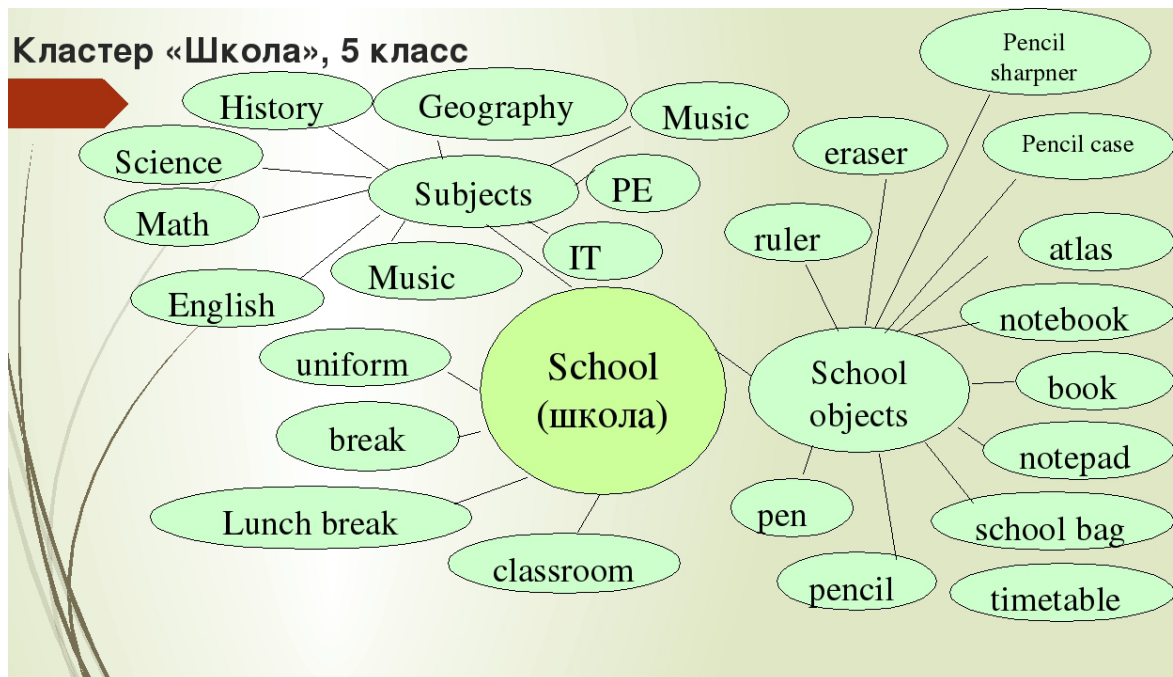 Кластер «Школа», 5 класс
Pencil
sharpner
History
Geography
Music
eraser
Pencil case
Science
Subjects
PE
Math
ruler
IT
atlas
Music
English
notebook
uniform
School
(школа)
School
objects
book
break
notepad
Lunch break
pen
school bag
classroom
pencil
timetable